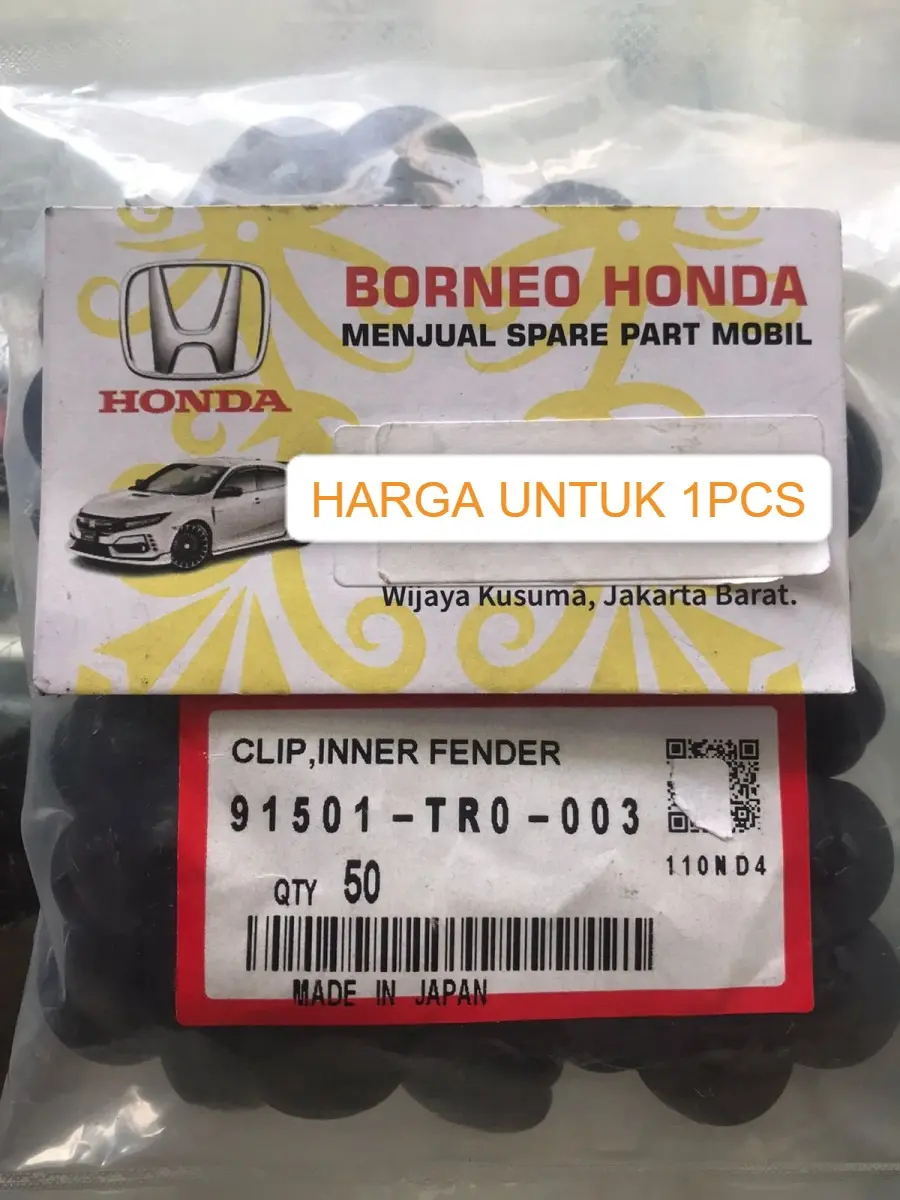 BORNEO HONDA
MENJUAL SPARE PART MOBIL
HONDA
HARGA UNTUK 1PCS
Wijaya Kusuma, Jakarta Barat.
CLIP,INNER FENDER
91501-TR0-003
110ND4
QTY 50
MADE IN JAPAN